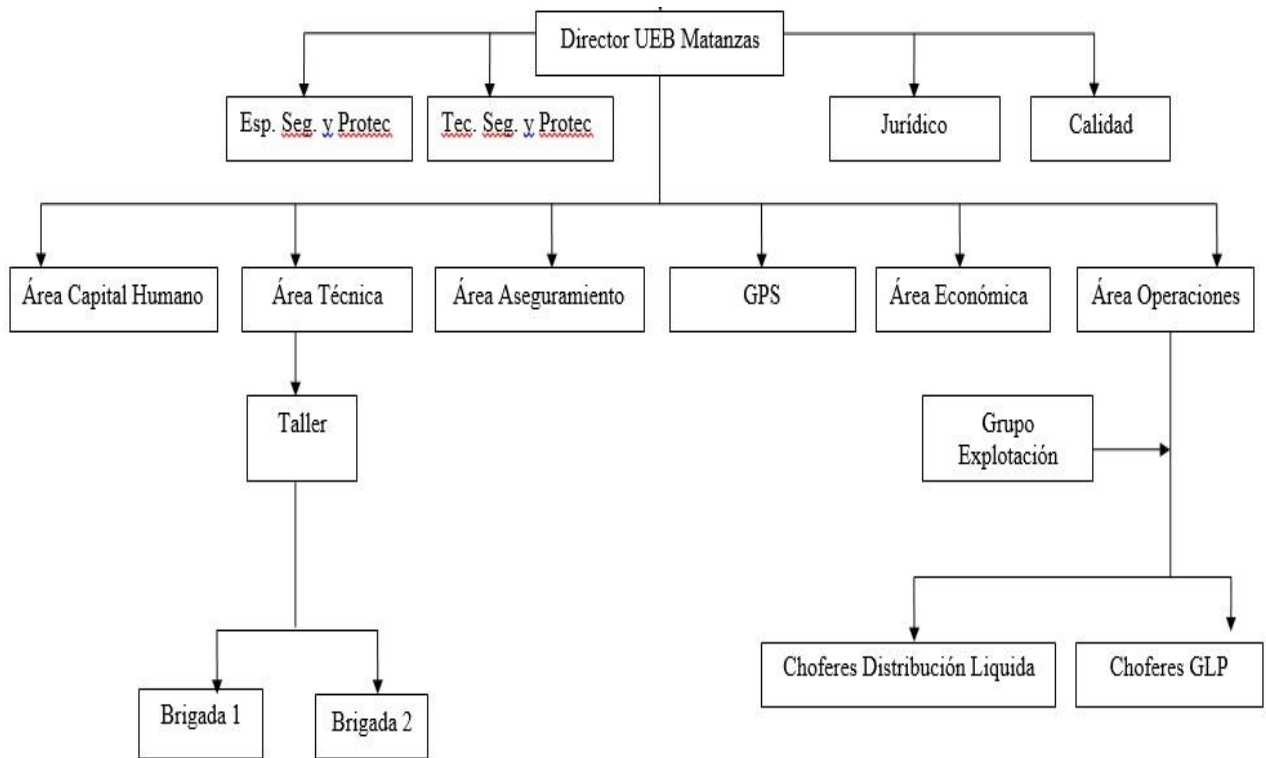 Director UEB Matanzas
Esp. Seg. y Protec
Tec. Seg. y Protec
Jurídico
Calidad
Área Capital Humano
Área Técnica
Área Aseguramiento
GPS
Área Económica
Área Operaciones
Taller
Grupo
Explotación
Choferes Distribución Liquida
Choferes GLP
Brigada 1
Brigada 2